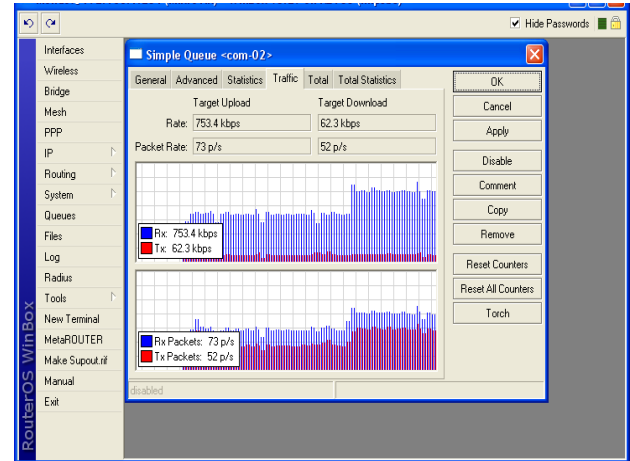 Hide Passwords
Interfaces
Wireless
Bridge
Mesh
PPP
IP
Routing
System
Queues
Files
Log
Radius
Tools
New Terminal
MetaROUTER
Make Supout.rif
Manual
Exit
RouterOS WinBox
Simple Queue <com-02>
General Advanced Statistics Traffic Total Total Statistics
Target Upload Target Download
Rate: 753.4 kbps 62.3 kbps
Packet Rate: 73 p/s 52 p/s
Rx: 753.4 kbps
Tx: 62.3 kbps
Rx Packets: 73 p/s
Tx Packets: 52 p/s
disabled
OK
Cancel
Apply
Disable
Comment
Copy
Remove
Reset Counters
Reset All Counters
Torch